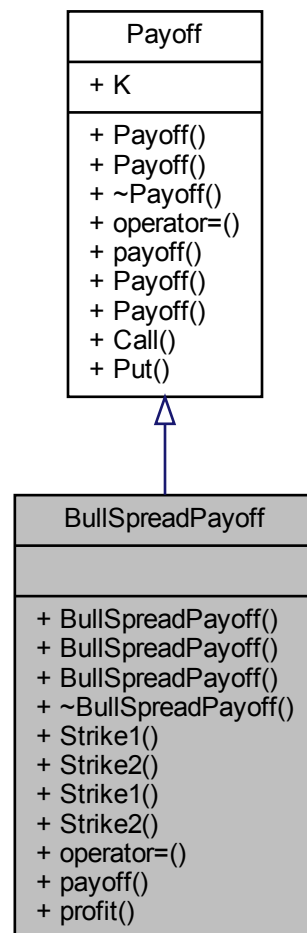 Payoff
+ K
+ Payoff()
+ Payoff()
+ ~Payoff()
+ operator=()
+ payoff()
+ Payoff()
+ Payoff()
+ Call()
+ Put()
BullSpreadPayoff
+ BullSpreadPayoff()
+ BullSpreadPayoff()
+ BullSpreadPayoff()
+ ~BullSpreadPayoff()
+ Strike1()
+ Strike2()
+ Strike1()
+ Strike2()
+ operator=()
+ payoff()
+ profit()